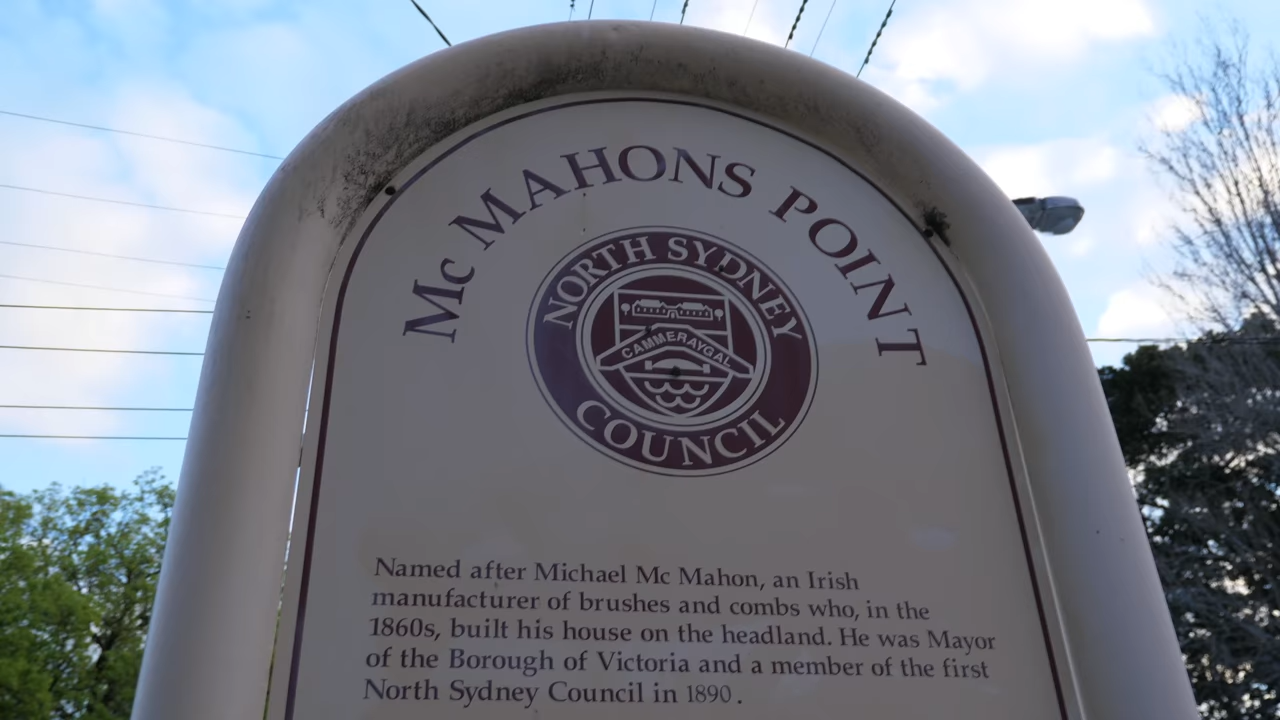 Mc MAHONS POINT
NORTH SYDNEY
CAMMERAYGAL
COUNCIL
Named after Michael Mc Mahon, an Irish
manufacturer of brushes and combs who, in the
1860s, built his house on the headland. He was Mayor
of the Borough of Victoria and a member of the first
North Sydney Council in 1890.